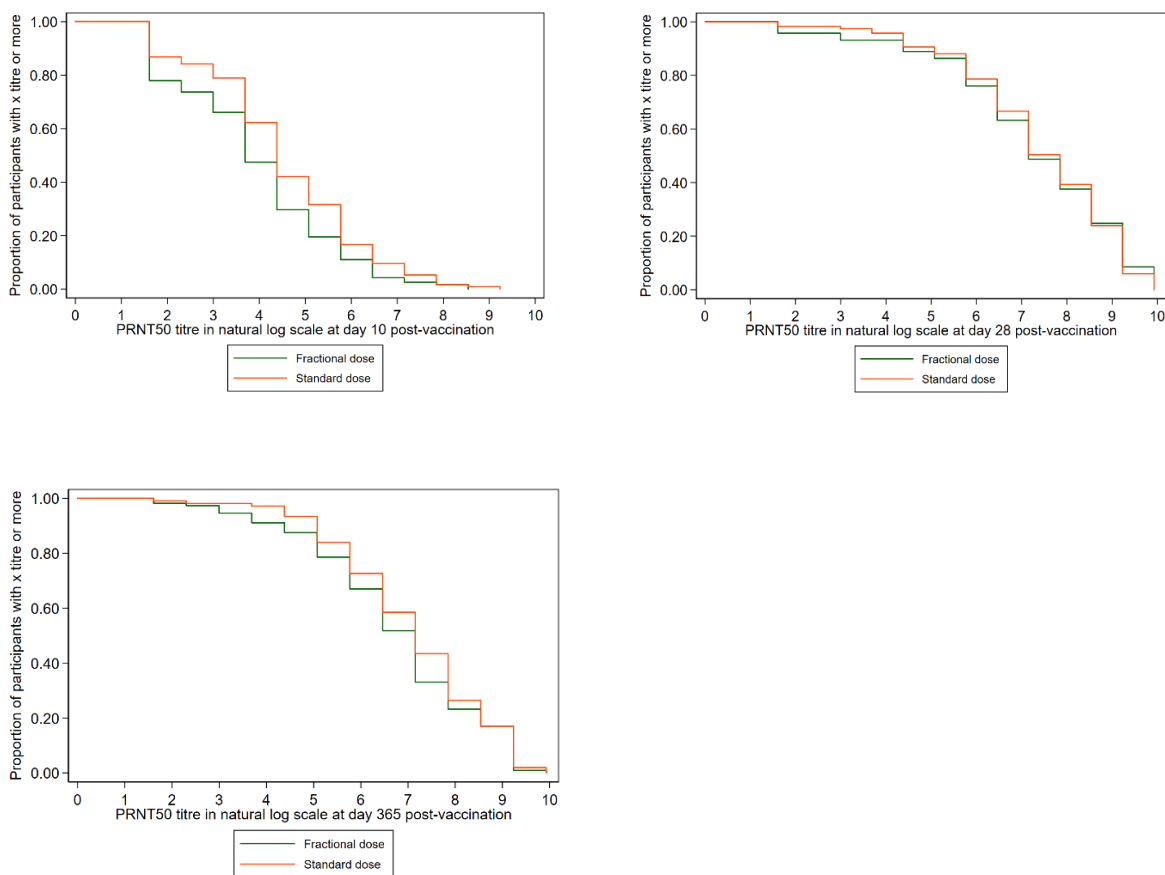 Proportion of participants with x titre or more
1.00
0.80
0.60
0.40
0.20
0.00
0 1 2 3 4 5 6 7 8 9 10
PRNT50 titre in natural log scale at day 10 post-vaccination
Fractional dose
Standard dose
Proportion of participants with x titre or more
1.00
0.80
0.60
0.40
0.20
0.00
0 1 2 3 4 5 6 7 8 9 10
PRNT50 titre in natural log scale at day 28 post-vaccination
Fractional dose
Standard dose
Proportion of participants with x titre or more
1.00
0.80
0.60
0.40
0.20
0.00
0 1 2 3 4 5 6 7 8 9 10
PRNT50 titre in natural log scale at day 365 post-vaccination
Fractional dose
Standard dose